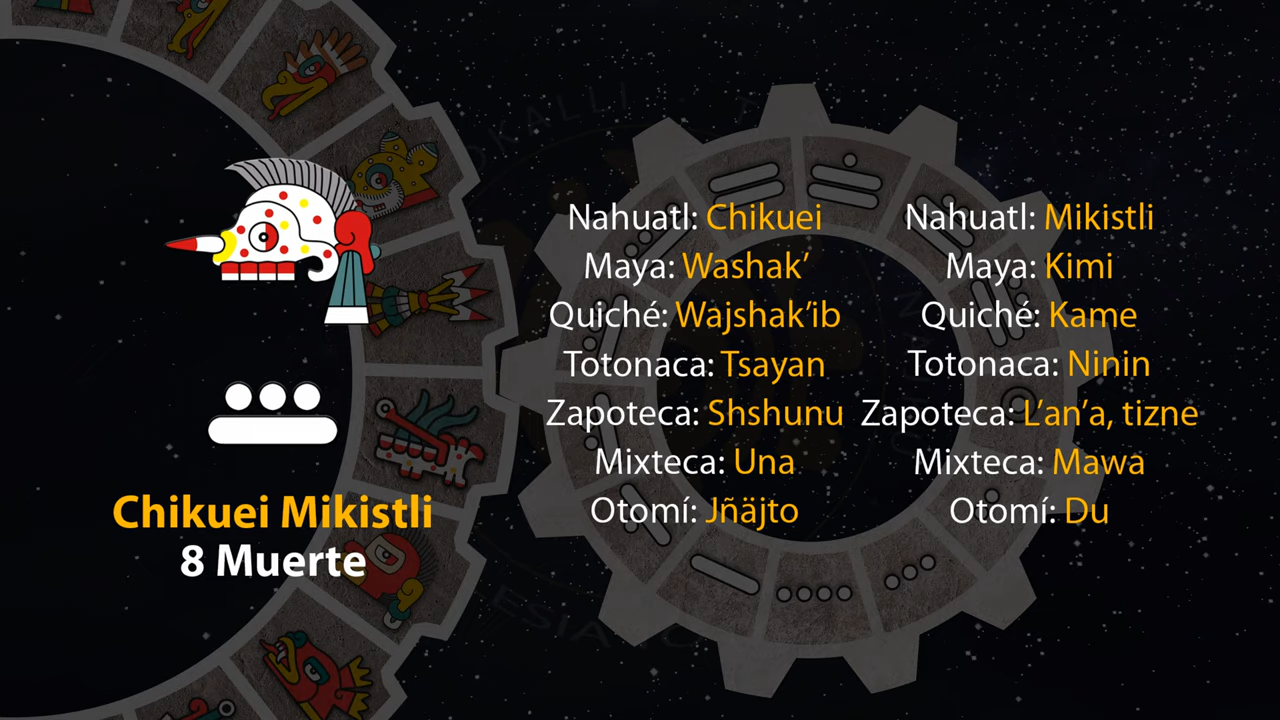 Chikuei Mikistli
8 Muerte
Nahuatl: Chikuei
Maya: Washak’
Quiché: Wajshak’ib
Totonaca: Tsayan
Zapoteca: Shshunu
Mixteca: Una
Otomí: Jñäjto
Nahuatl: Mikistli
Maya: Kimi
Quiché: Kame
Totonaca: Ninin
Zapoteca: L’an’a, tizne
Mixteca: Mawa
Otomí: Du